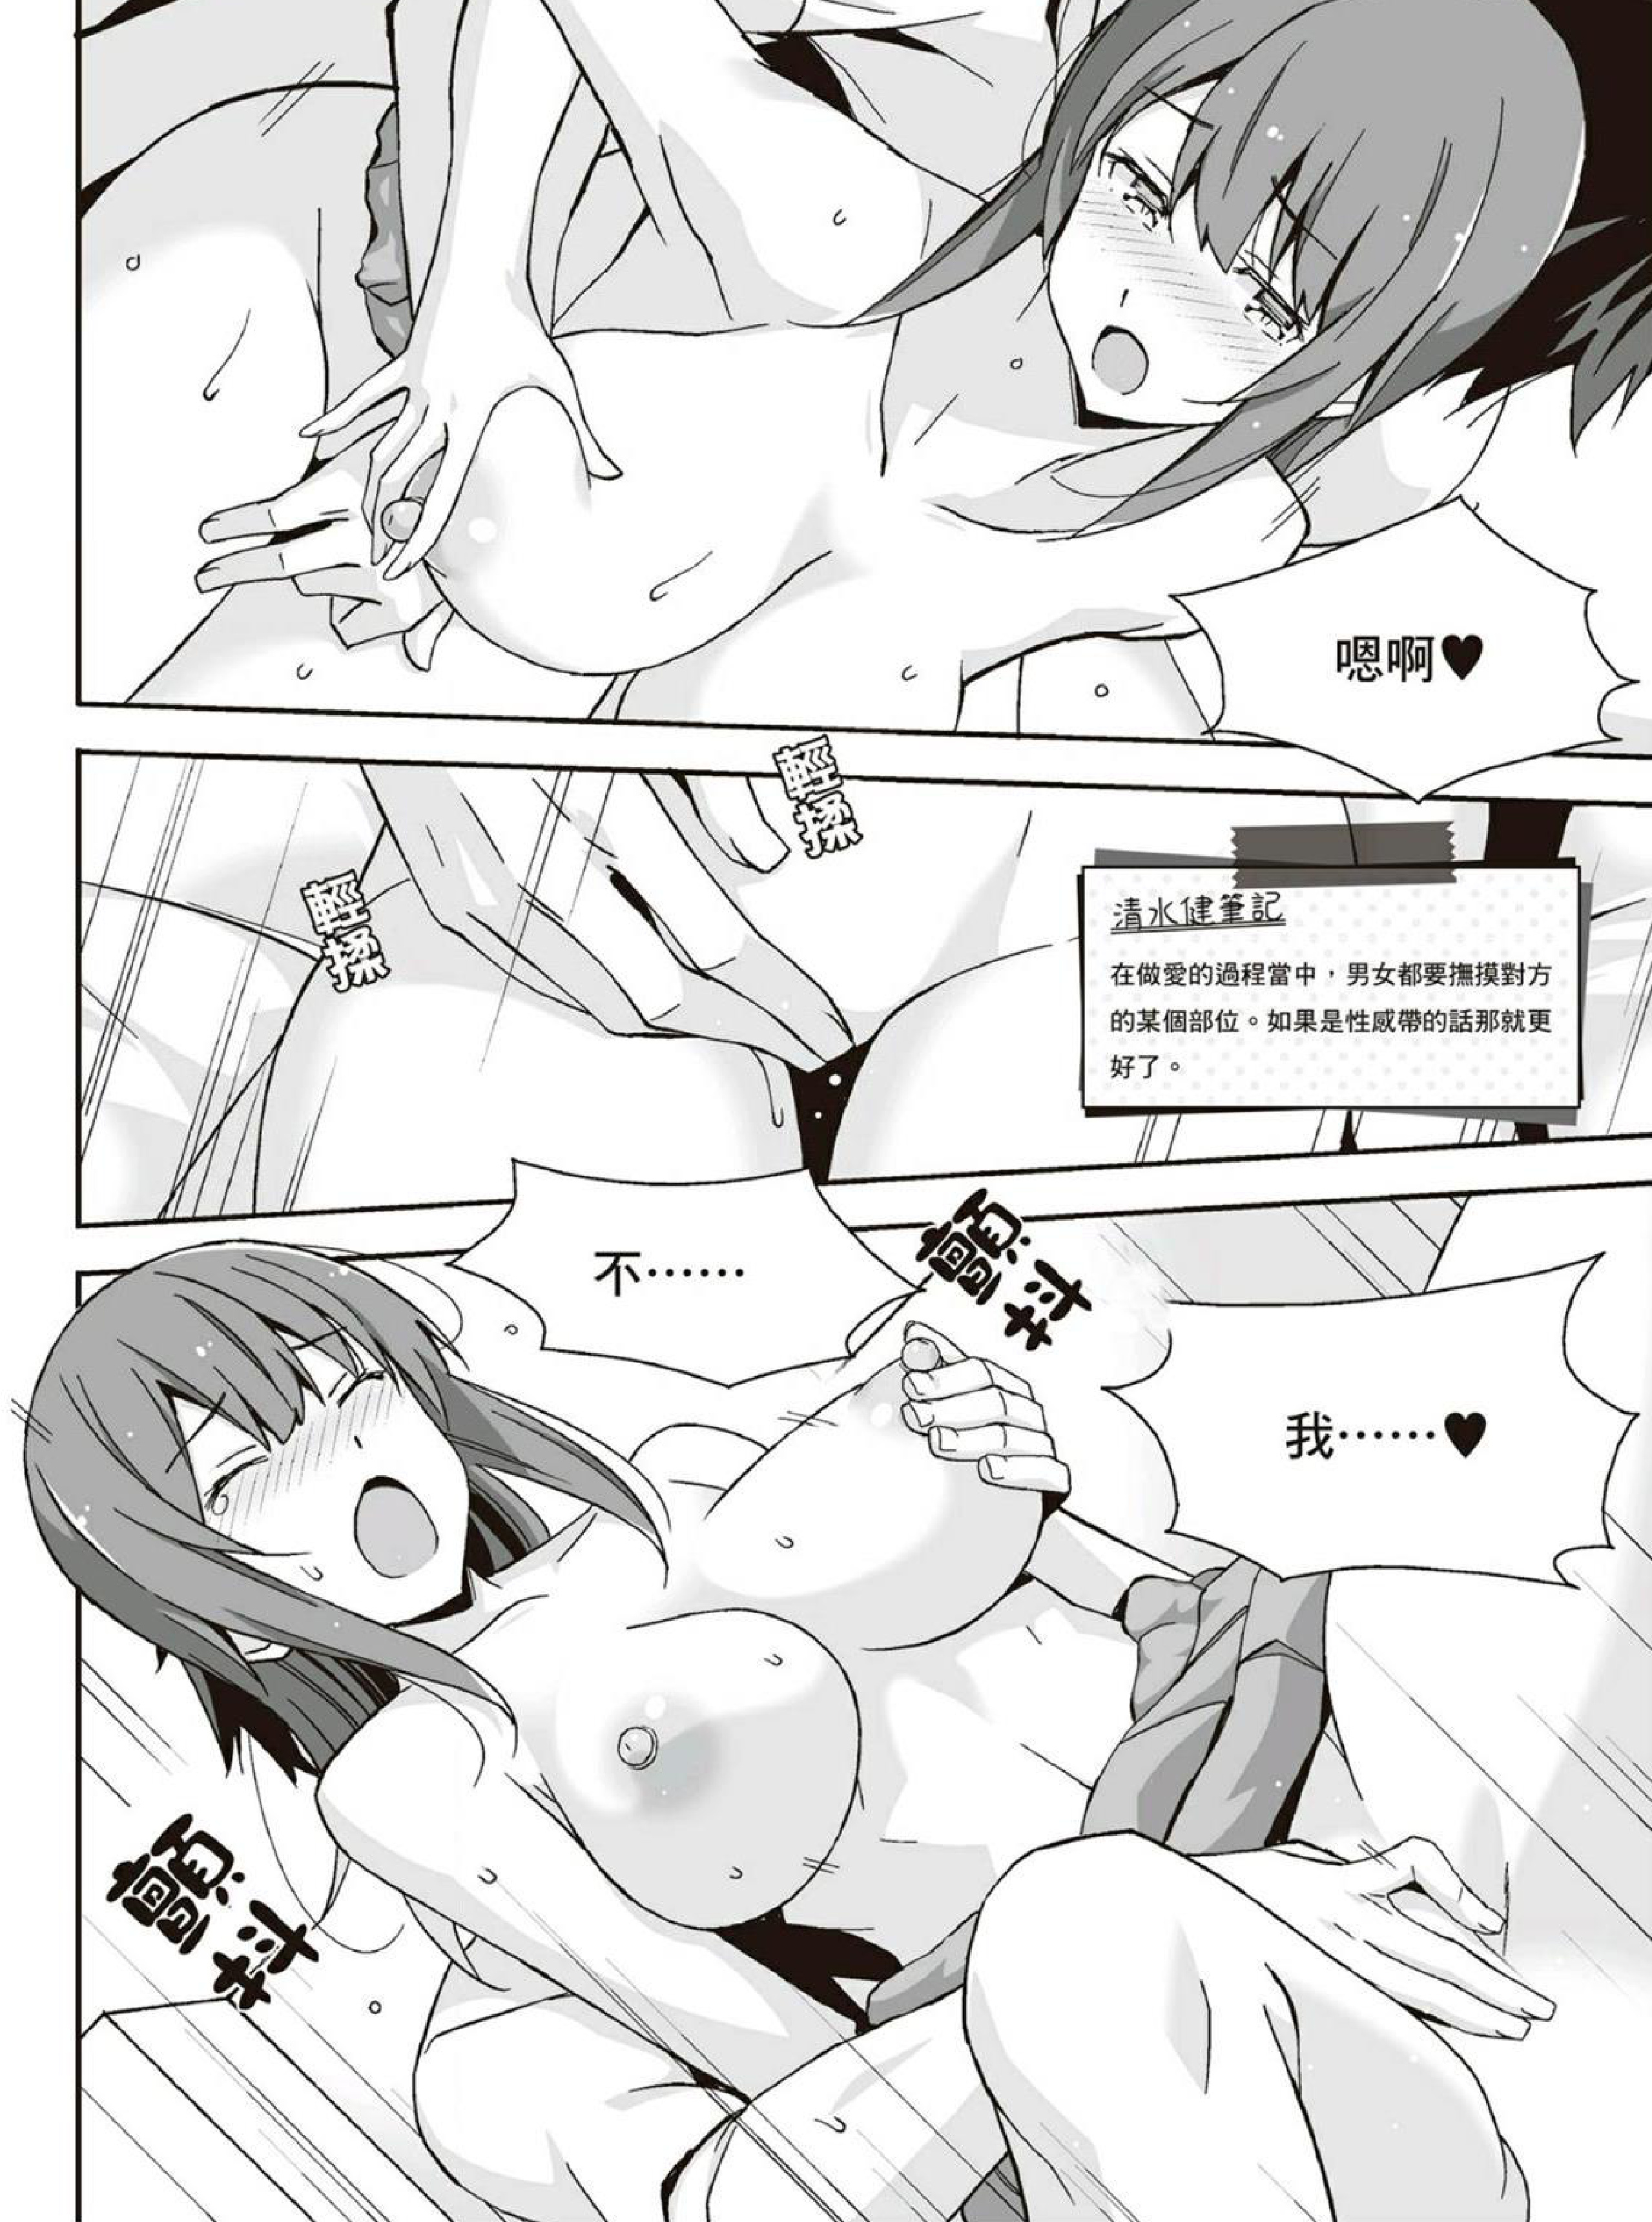 嗯啊♥
輕揉
輕揉
清水健筆記
在做愛的過程當中，男女都要撫摸對方
的某個部位。如果是性感帶的話那就更
好了。
不……
顫抖
我……♥
顫抖